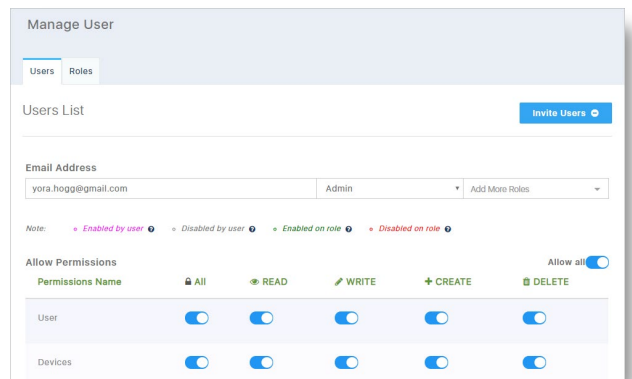 Manage User
Users Roles
Users List Invite Users
Email Address
yora.hogg@gmail.com Admin Add More Roles
Note: Enabled by user Disabled by user Enabled on role Disabled on role
Allow Permissions Allow all
Permissions Name All READ WRITE CREATE DELETE
User
Devices